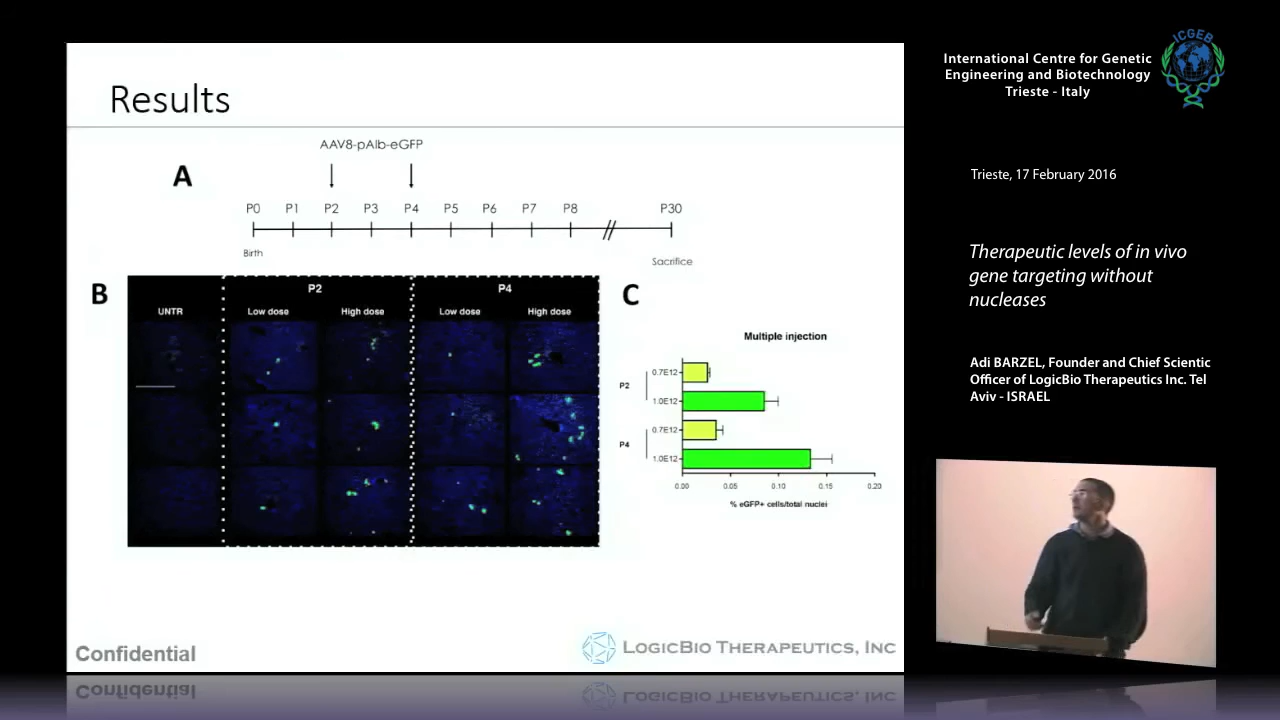 Results
AAV8-pAlb-eGFP
A
P0 P1 P2 P3 P4 P5 P6 P7 P8 P30
Birth
Sacrifice
B
P2
P4
UNTR
Low dose
High dose
Low dose
High dose
C
Multiple injection
P2
0.7E12
1.0E12
P4
0.7E12
1.0E12
0.00 0.05 0.10 0.15 0.20
% eGFP+ cells/total nuclei
Confidential
LOGICBIO THERAPEUTICS, INC
International Centre for Genetic
Engineering and Biotechnology
Trieste - Italy
ICGEB
Trieste, 17 February 2016
Therapeutic levels of in vivo
gene targeting without
nucleases
Adi BARZEL, Founder and Chief Scientic
Officer of LogicBio Therapeutics Inc. Tel
Aviv - ISRAEL